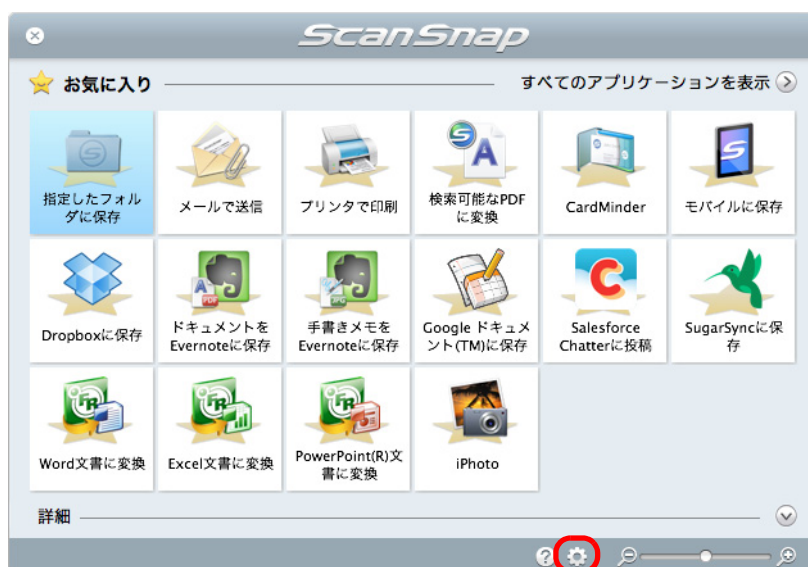 ScanSnap
お気に入り
すべてのアプリケーションを表示
指定したフォル
ダに保存
メールで送信
プリンタで印刷
検索可能なPDF
に変換
CardMinder
モバイルに保存
Dropboxに保存
ドキュメントを
Evernoteに保存
手書きメモを
Evernoteに保存
Google ドキュメ
ント(TM)に保存
Salesforce
Chatterに投稿
SugarSyncに保
存
Word文書に変換
Excel文書に変換
PowerPoint(R)文
書に変換
iPhoto
詳細